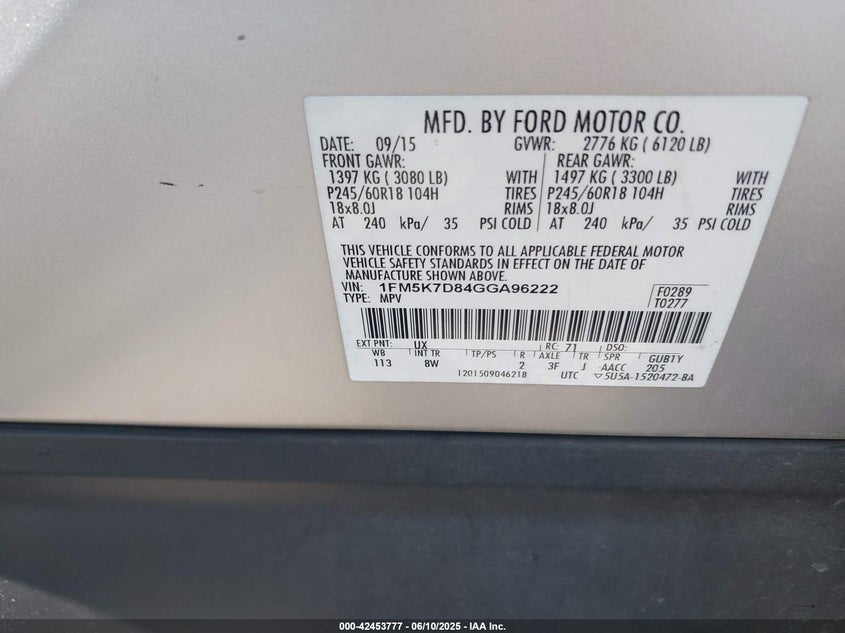 MFD. BY FORD MOTOR CO.
DATE: 09/15 GVWR: 2776 KG ( 6120 LB)
FRONT GAWR: REAR GAWR:
1397 KG ( 3080 LB) WITH 1497 KG ( 3300 LB) WITH
P245/60R18 104H TIRES P245/60R18 104H TIRES
18x8.0J RIMS 18x8.0J RIMS
AT 240 kPa/ 35 PSI COLD AT 240 kPa/ 35 PSI COLD
THIS VEHICLE CONFORMS TO ALL APPLICABLE FEDERAL MOTOR
VEHICLE SAFETY STANDARDS IN EFFECT ON THE DATE OF
MANUFACTURE SHOWN ABOVE.
VIN: 1FM5K7D84GGA96222 F0289
TYPE: MPV T0277
EXT PNT: UX RC: 71 DSO:
WB INT TR TP/PS R AXLE TR SPR GUB1Y
113 8W 2 3F J AACC 205
1201509046218 UTC ▽5U5A-1520472-BA
000-42453777 - 06/10/2025 - IAA Inc.